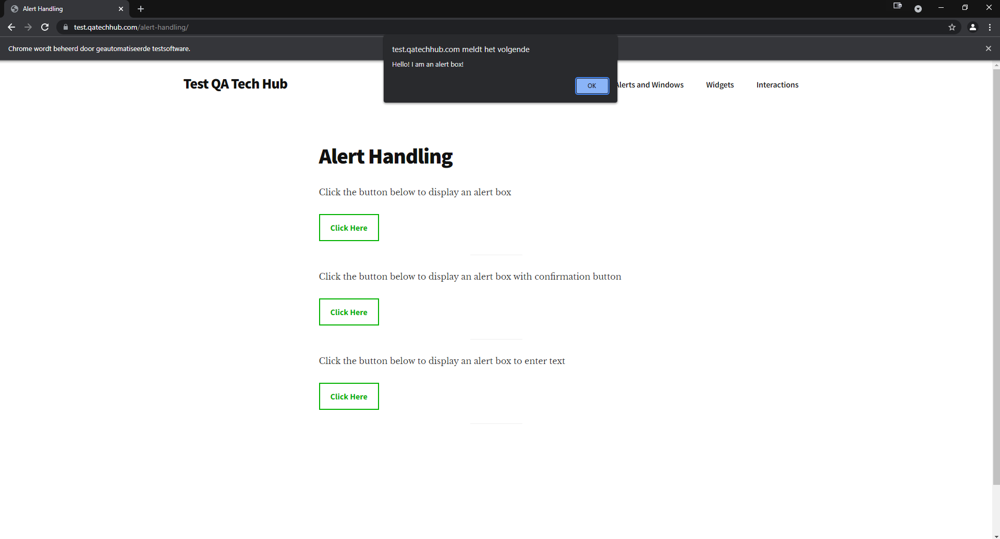 Alert Handling
test.qatechhub.com/alert-handling/
Chrome wordt beheerd door geautomatiseerde testsoftware.
test.qatechhub.com meldt het volgende
Hello! I am an alert box!
OK
Test QA Tech Hub
Alerts and Windows
Widgets
Interactions
Alert Handling
Click the button below to display an alert box
Click Here
Click the button below to display an alert box with confirmation button
Click Here
Click the button below to display an alert box to enter text
Click Here